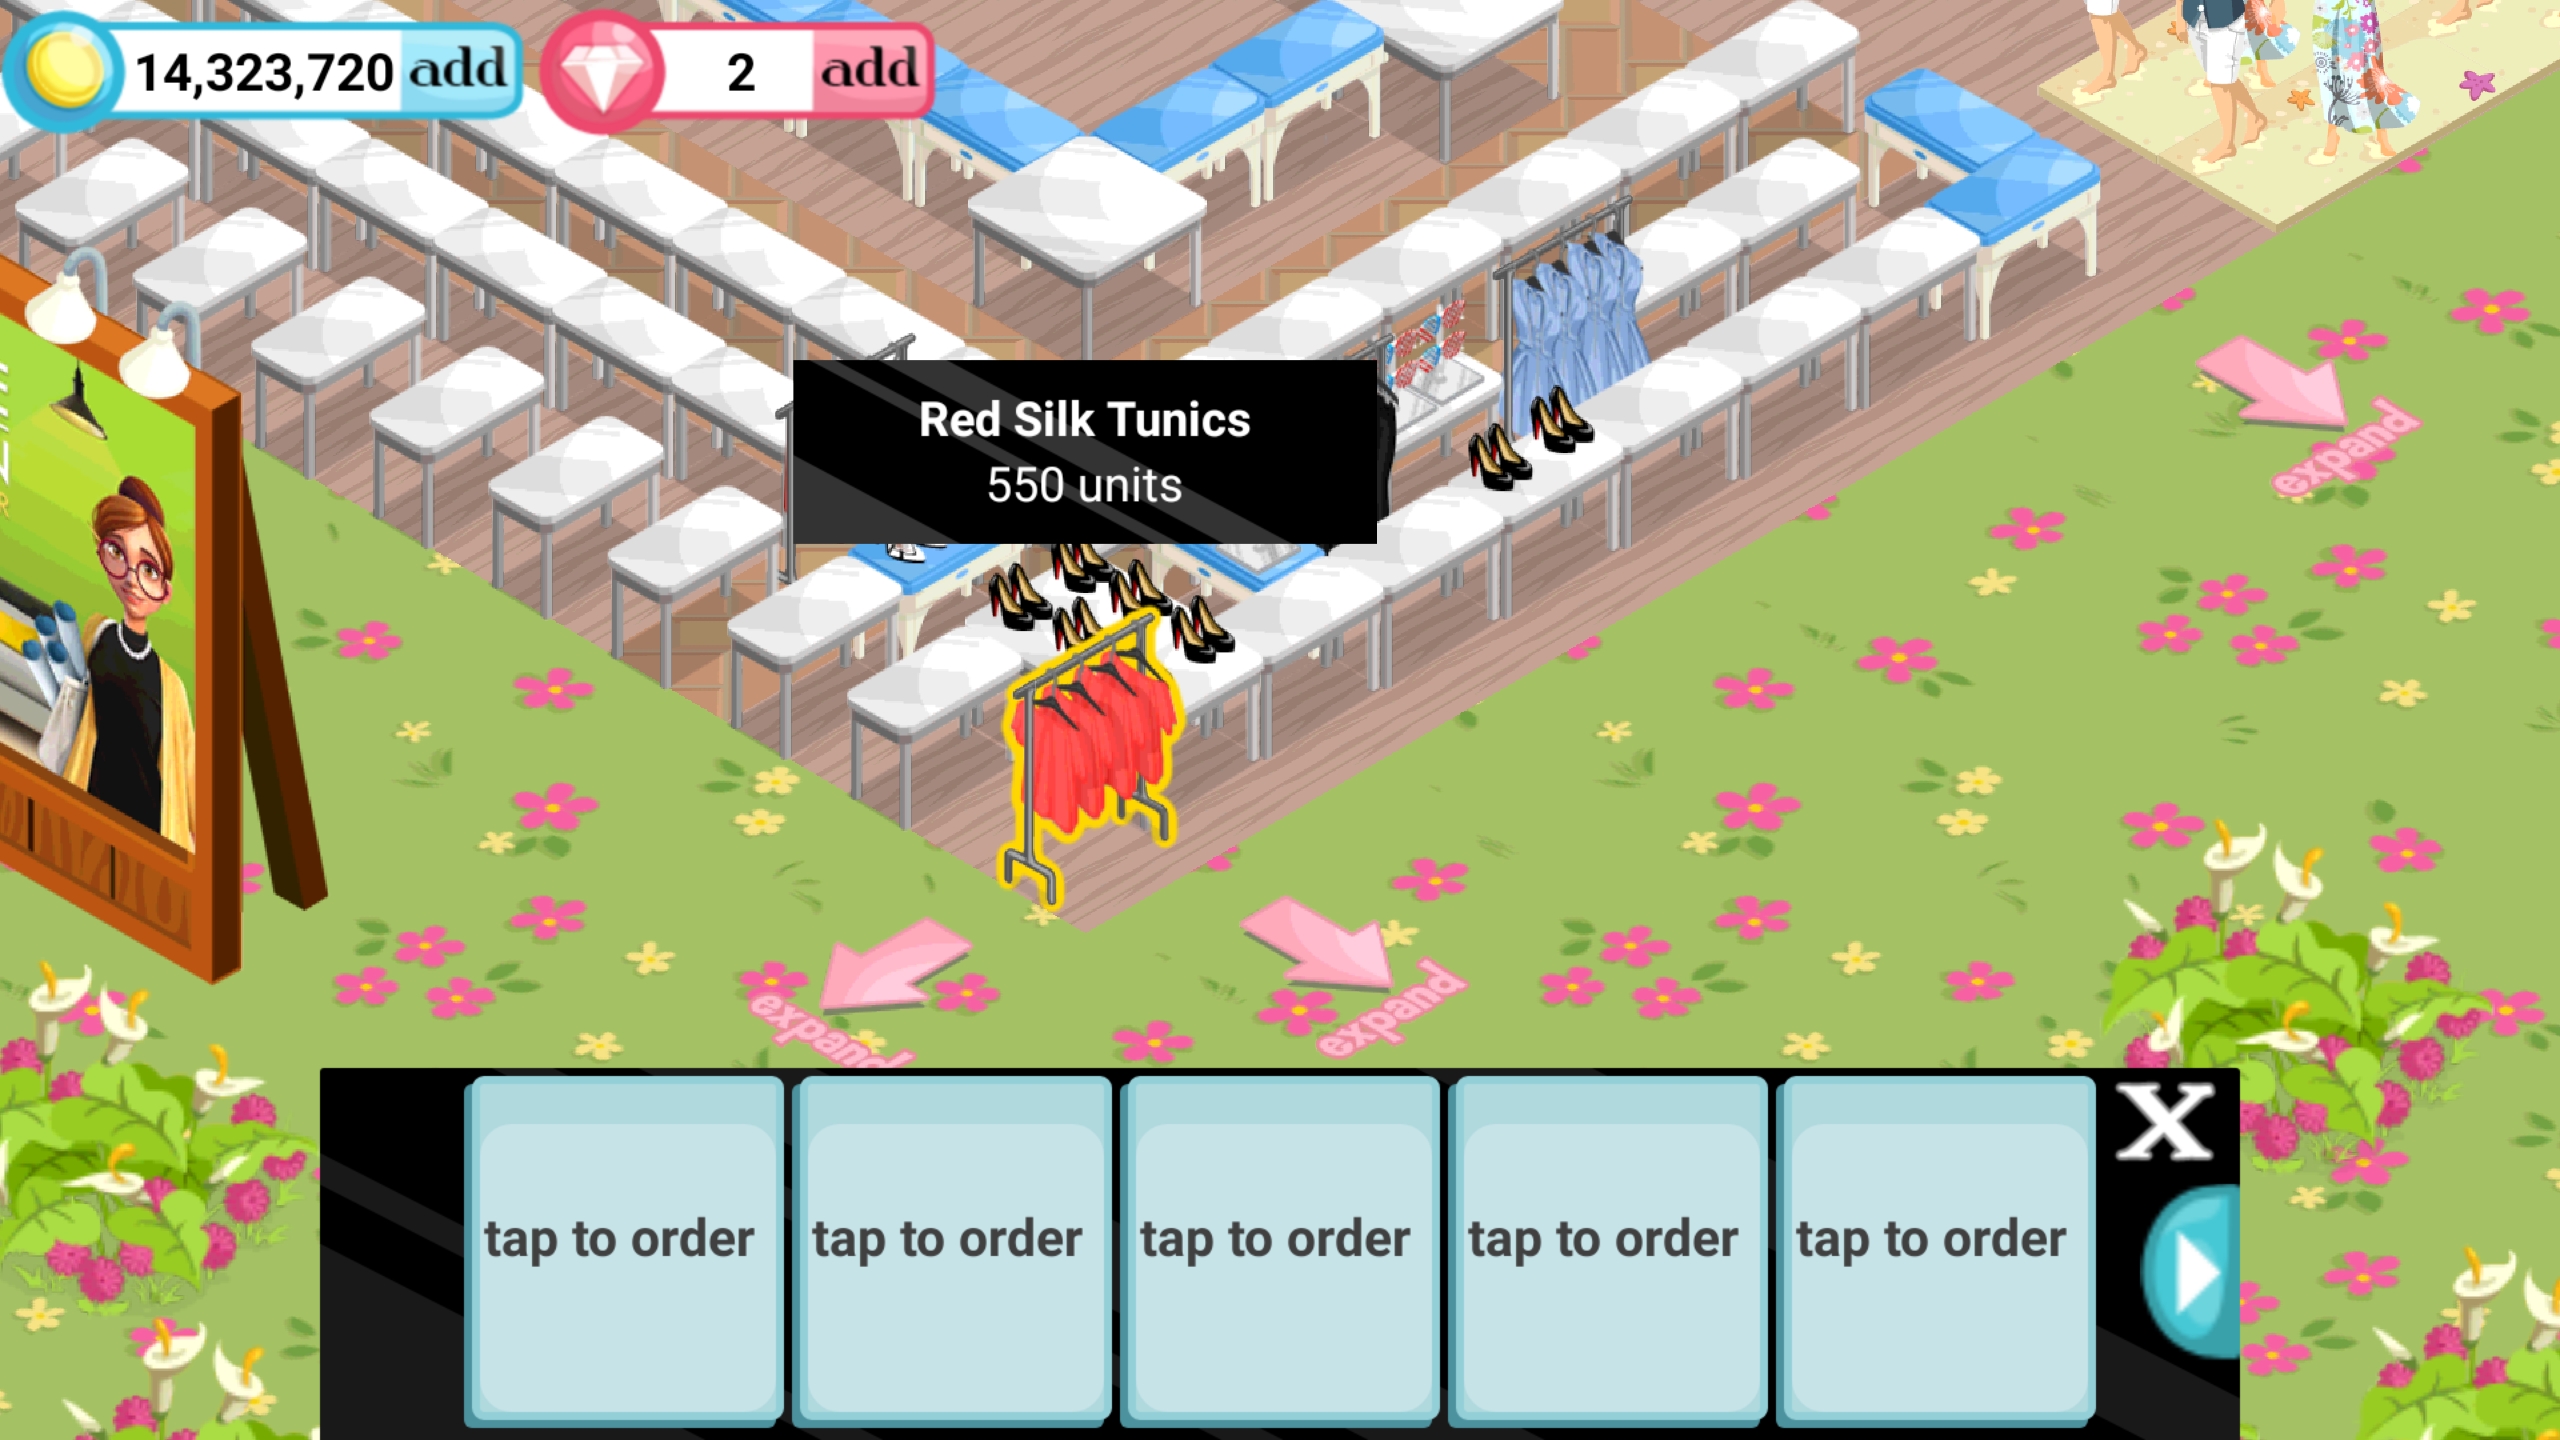 14,323,720 add
2 add
Red Silk Tunics
550 units
expand
expand
expand
tap to order
tap to order
tap to order
tap to order
tap to order
X